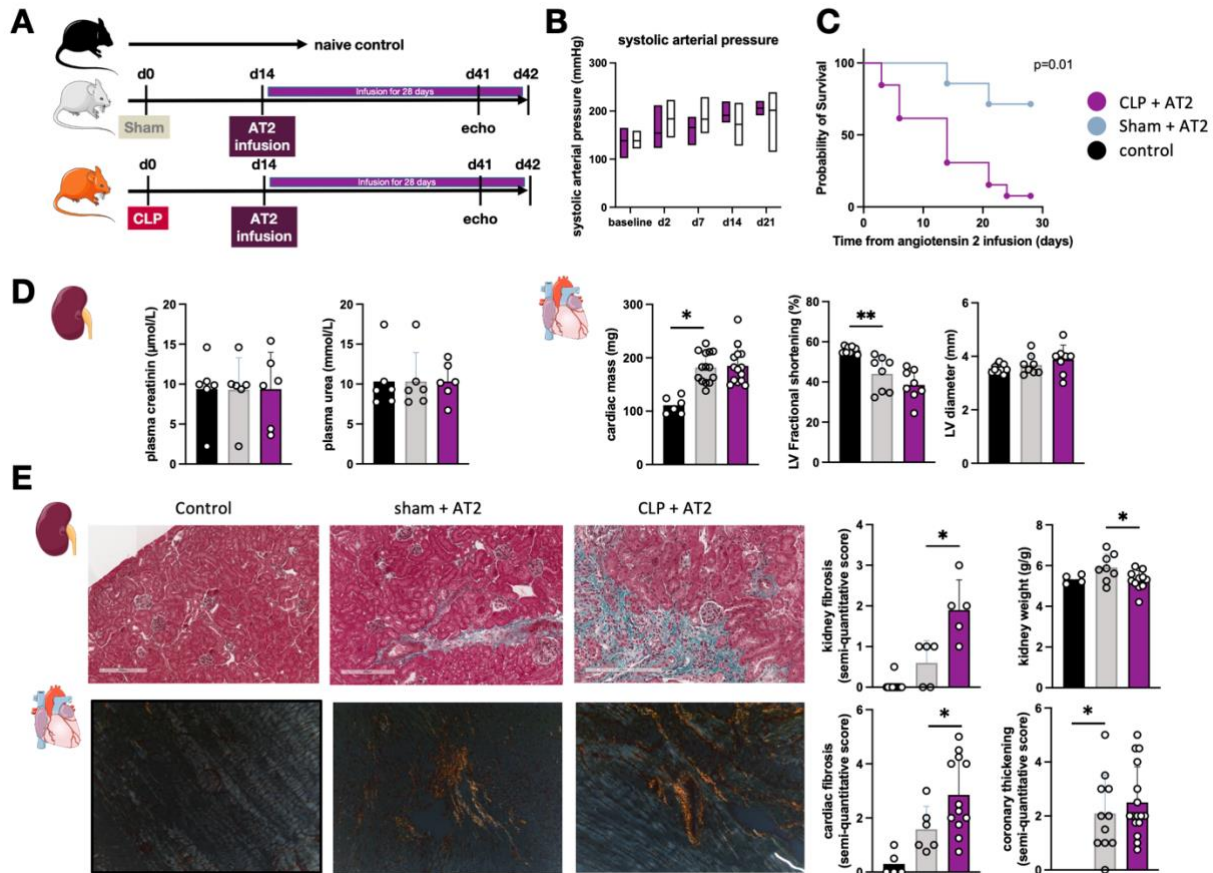 A
naive control
d0
d14
d41
d42
Infusion for 28 days
Sham
AT2
infusion
echo
d0
d14
d41
d42
Infusion for 28 days
CLP
AT2
infusion
echo
B
systolic arterial pressure
systolic arterial pressure (mmHg)
300
200
100
0
baseline d2 d7 d14 d21
C
p=0.01
Probability of Survival
100
50
0
0 10 20 30
Time from angiotensin 2 infusion (days)
CLP + AT2
Sham + AT2
control
D
plasma creatinin (µmol/L)
20
15
10
5
0
plasma urea (mmol/L)
20
15
10
5
0
cardiac mass (mg)
300
200
100
0
*
LV Fractional shortening (%)
80
60
40
20
0
**
LV diameter (mm)
6
4
2
0
E
Control
sham + AT2
CLP + AT2
kidney fibrosis
(semi-quantitative score)
4
3
2
1
0
*
kidney weight (g/g)
8
6
4
2
0
*
cardiac fibrosis
(semi-quantitative score)
6
4
2
0
*
coronary thickening
(semi-quantitative score)
6
4
2
0
*